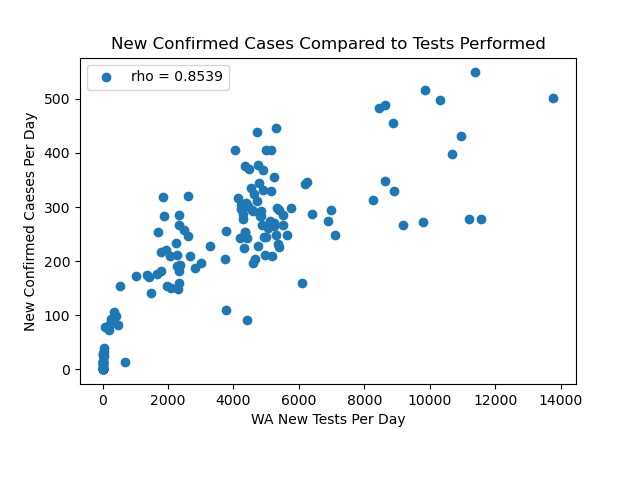 New Confirmed Cases Compared to Tests Performed
rho = 0.8539
500
400
300
200
100
0
New Confirmed Caeses Per Day
0 2000 4000 6000 8000 10000 12000 14000
WA New Tests Per Day